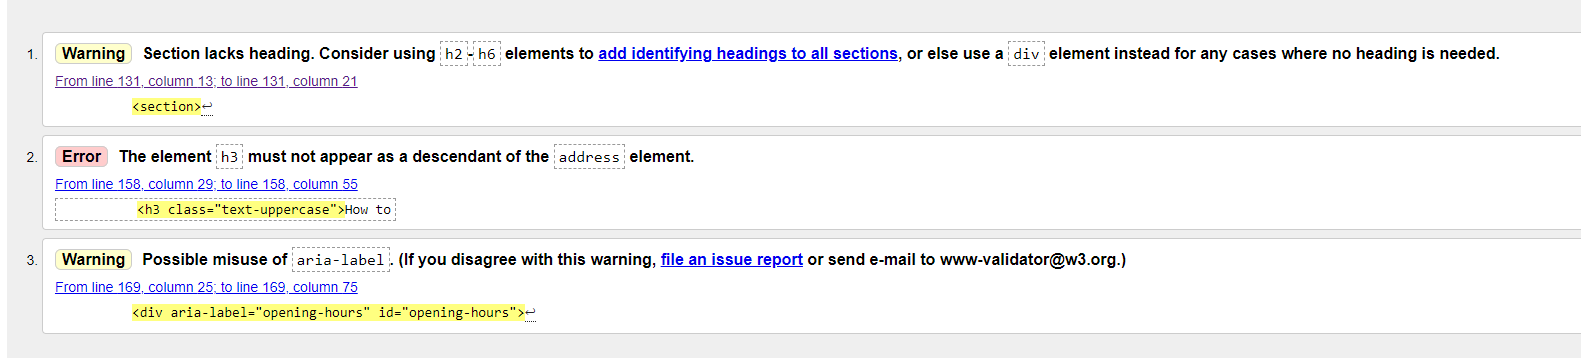 1. Warning Section lacks heading. Consider using h2-h6 elements to add identifying headings to all sections, or else use a div element instead for any cases where no heading is needed.
From line 131, column 13; to line 131, column 21
<section>↩
2. Error The element h3 must not appear as a descendant of the address element.
From line 158, column 29; to line 158, column 55
<h3 class="text-uppercase">How to
3. Warning Possible misuse of aria-label. (If you disagree with this warning, file an issue report or send e-mail to www-validator@w3.org.)
From line 169, column 25; to line 169, column 75
<div aria-label="opening-hours" id="opening-hours">↩